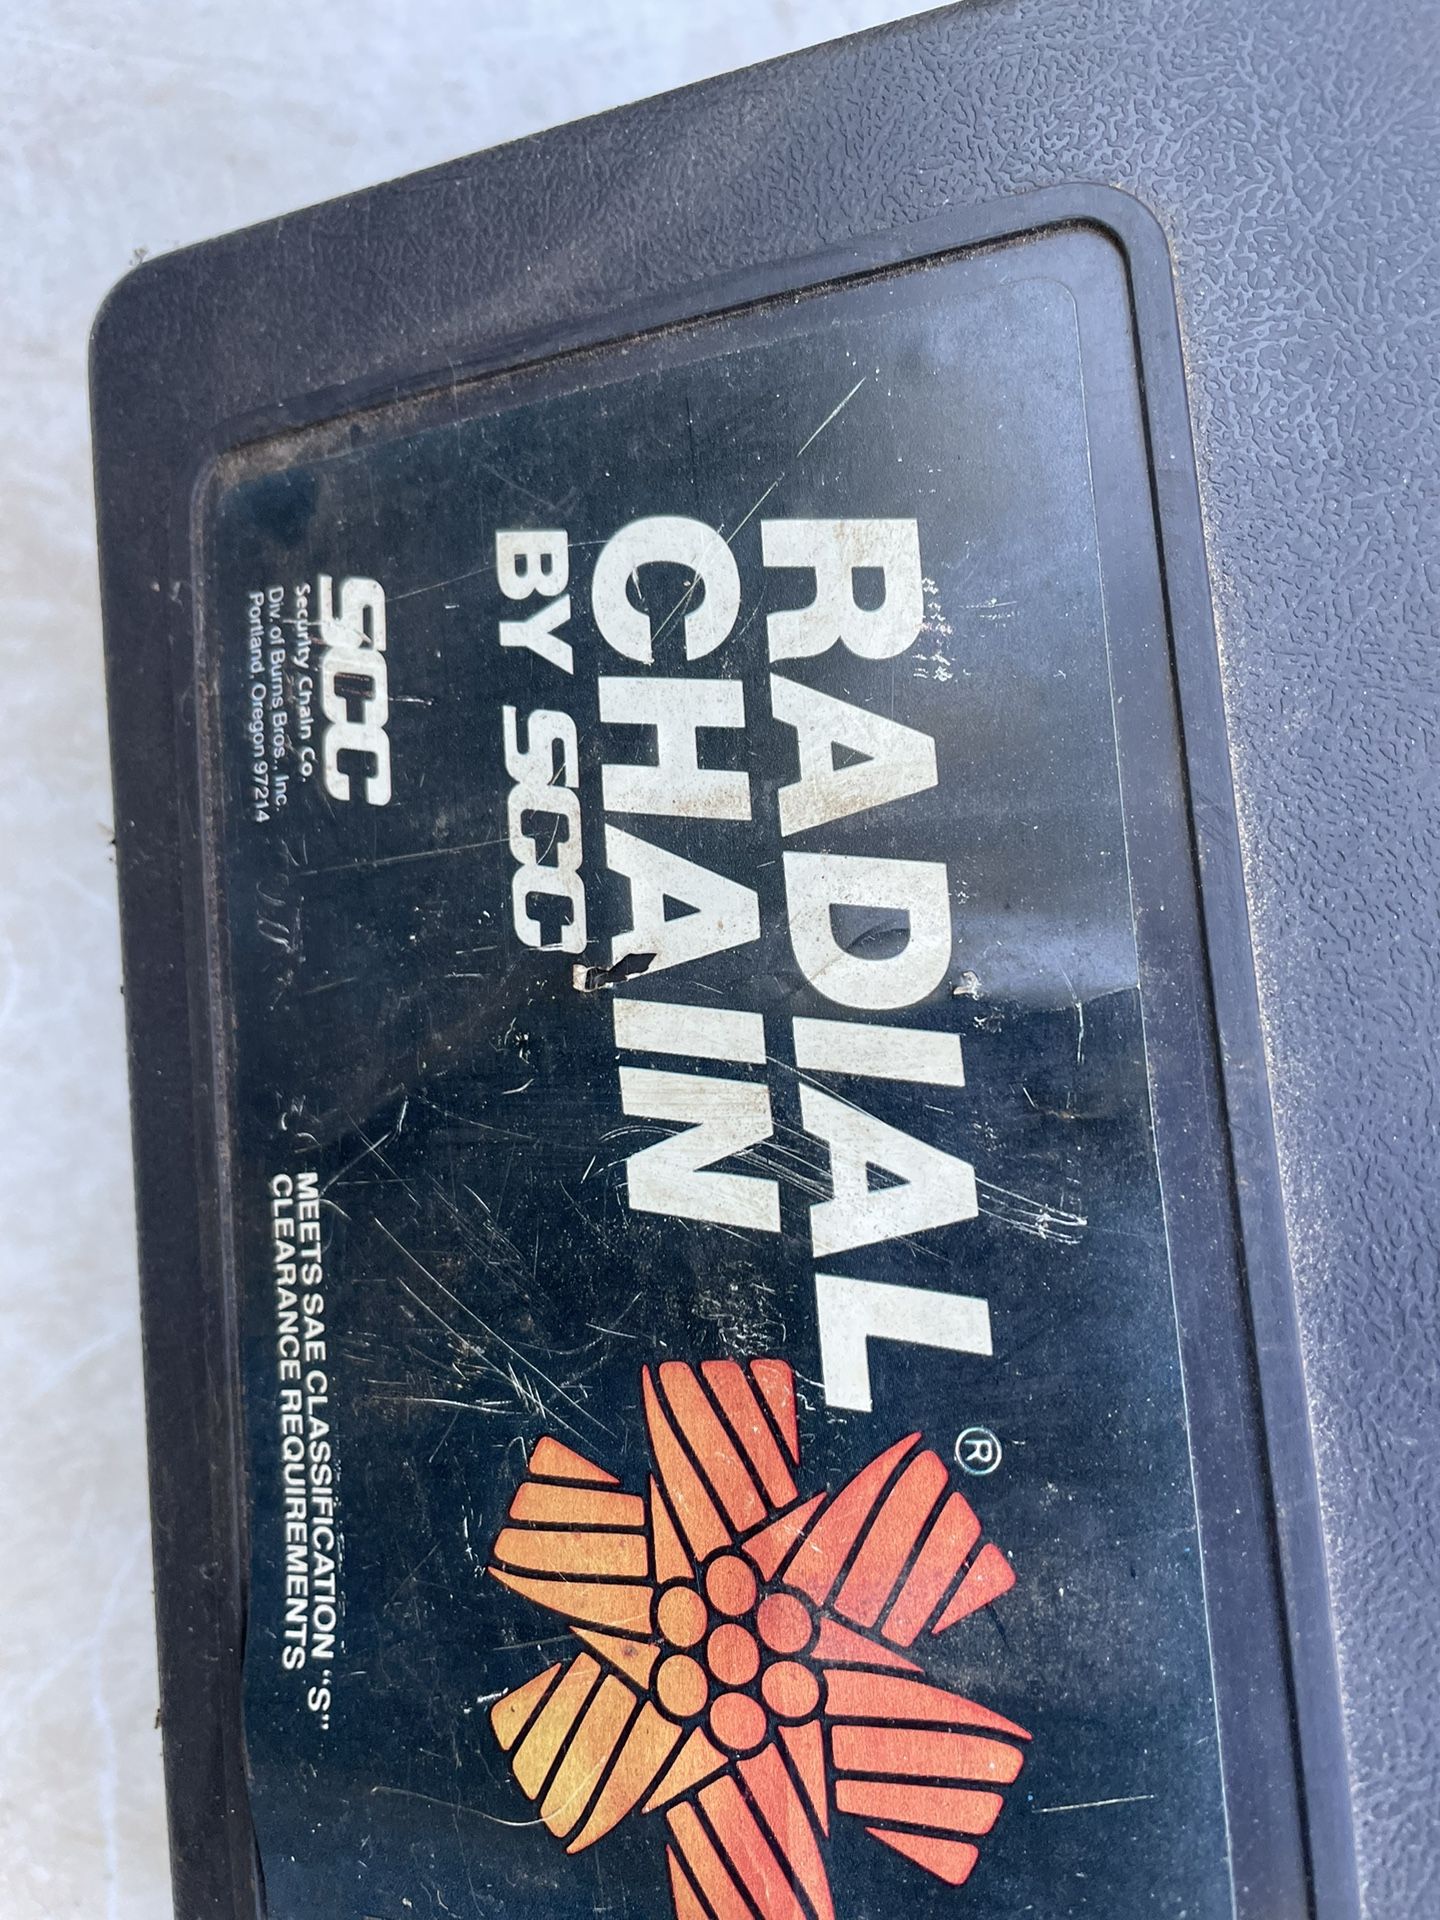 RADIAL®
CHAIN
BY SCC
SCC
Security Chain Co.
Div. of Burns Bros., Inc.
Portland, Oregon 97214
MEETS SAE CLASSIFICATION "S"
CLEARANCE REQUIREMENTS